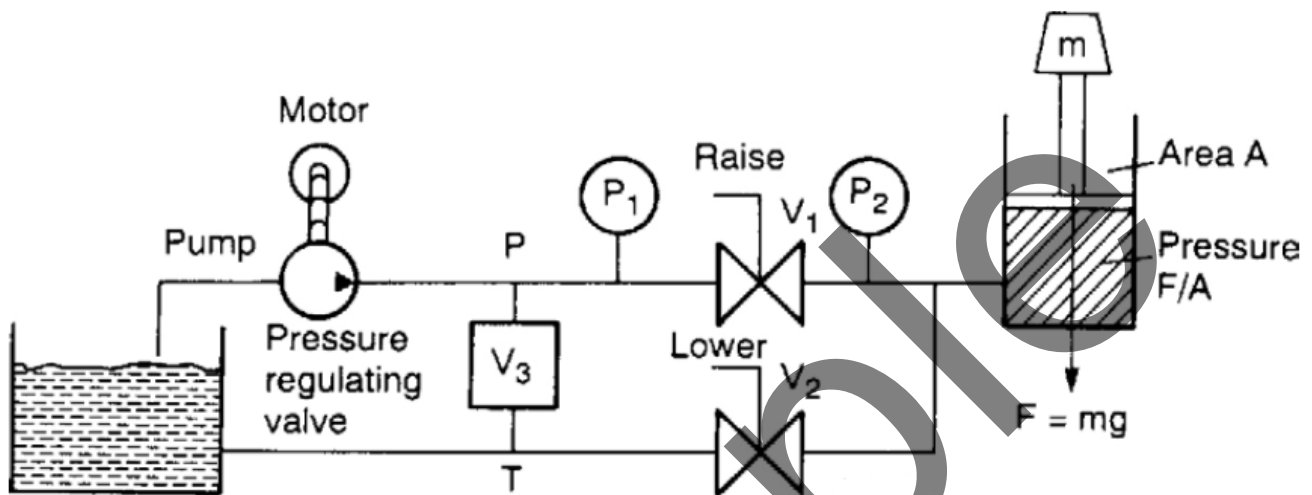 m
Motor
Raise
P1
P2
V1
Area A
Pump
P
Pressure
F/A
Pressure
regulating
valve
V3
Lower
V2
F = mg
T